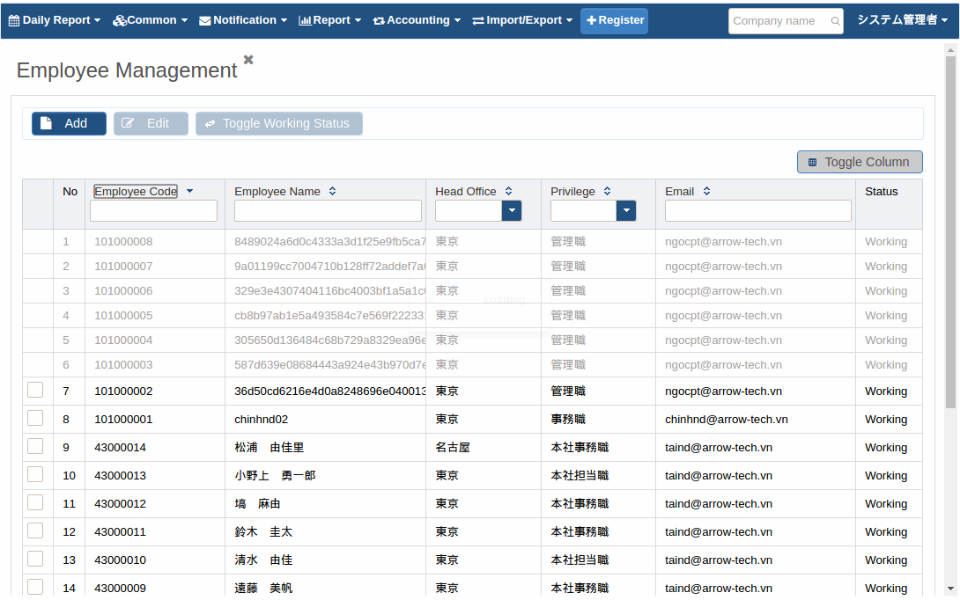 Daily Report Common Notification Report Accounting Import/Export Register Company name システム管理者
Employee Management
Add Edit Toggle Working Status
Toggle Column
No Employee Code Employee Name Head Office Privilege Email Status
1 101000008 8489024a6d0c4333a3d1f25e9fb5ca7 東京 管理職 ngocpt@arrow-tech.vn Working
2 101000007 9a01199cc7004710b128ff72addef7a 東京 管理職 ngocpt@arrow-tech.vn Working
3 101000006 329e3e4307404116bc4003bf1a5a1c 東京 管理職 ngocpt@arrow-tech.vn Working
Loading
4 101000005 cb8b97ab1e5a493584c7e569f22233 東京 管理職 ngocpt@arrow-tech.vn Working
5 101000004 305650d136484c68b729a8329ea96e 東京 管理職 ngocpt@arrow-tech.vn Working
6 101000003 587d639e08684443a924e43b970d7e 東京 管理職 ngocpt@arrow-tech.vn Working
7 101000002 36d50cd6216e4d0a8248696e040013 東京 管理職 ngocpt@arrow-tech.vn Working
8 101000001 chinhnd02 東京 事務職 chinhnd@arrow-tech.vn Working
9 43000014 松浦 由佳里 名古屋 本社事務職 taind@arrow-tech.vn Working
10 43000013 小野上 勇一郎 東京 本社担当職 taind@arrow-tech.vn Working
11 43000012 塙 麻由 東京 本社事務職 taind@arrow-tech.vn Working
12 43000011 鈴木 圭太 東京 本社事務職 taind@arrow-tech.vn Working
13 43000010 清水 由佳 東京 本社担当職 taind@arrow-tech.vn Working
14 43000009 遠藤 美帆 東京 本社事務職 taind@arrow-tech.vn Working